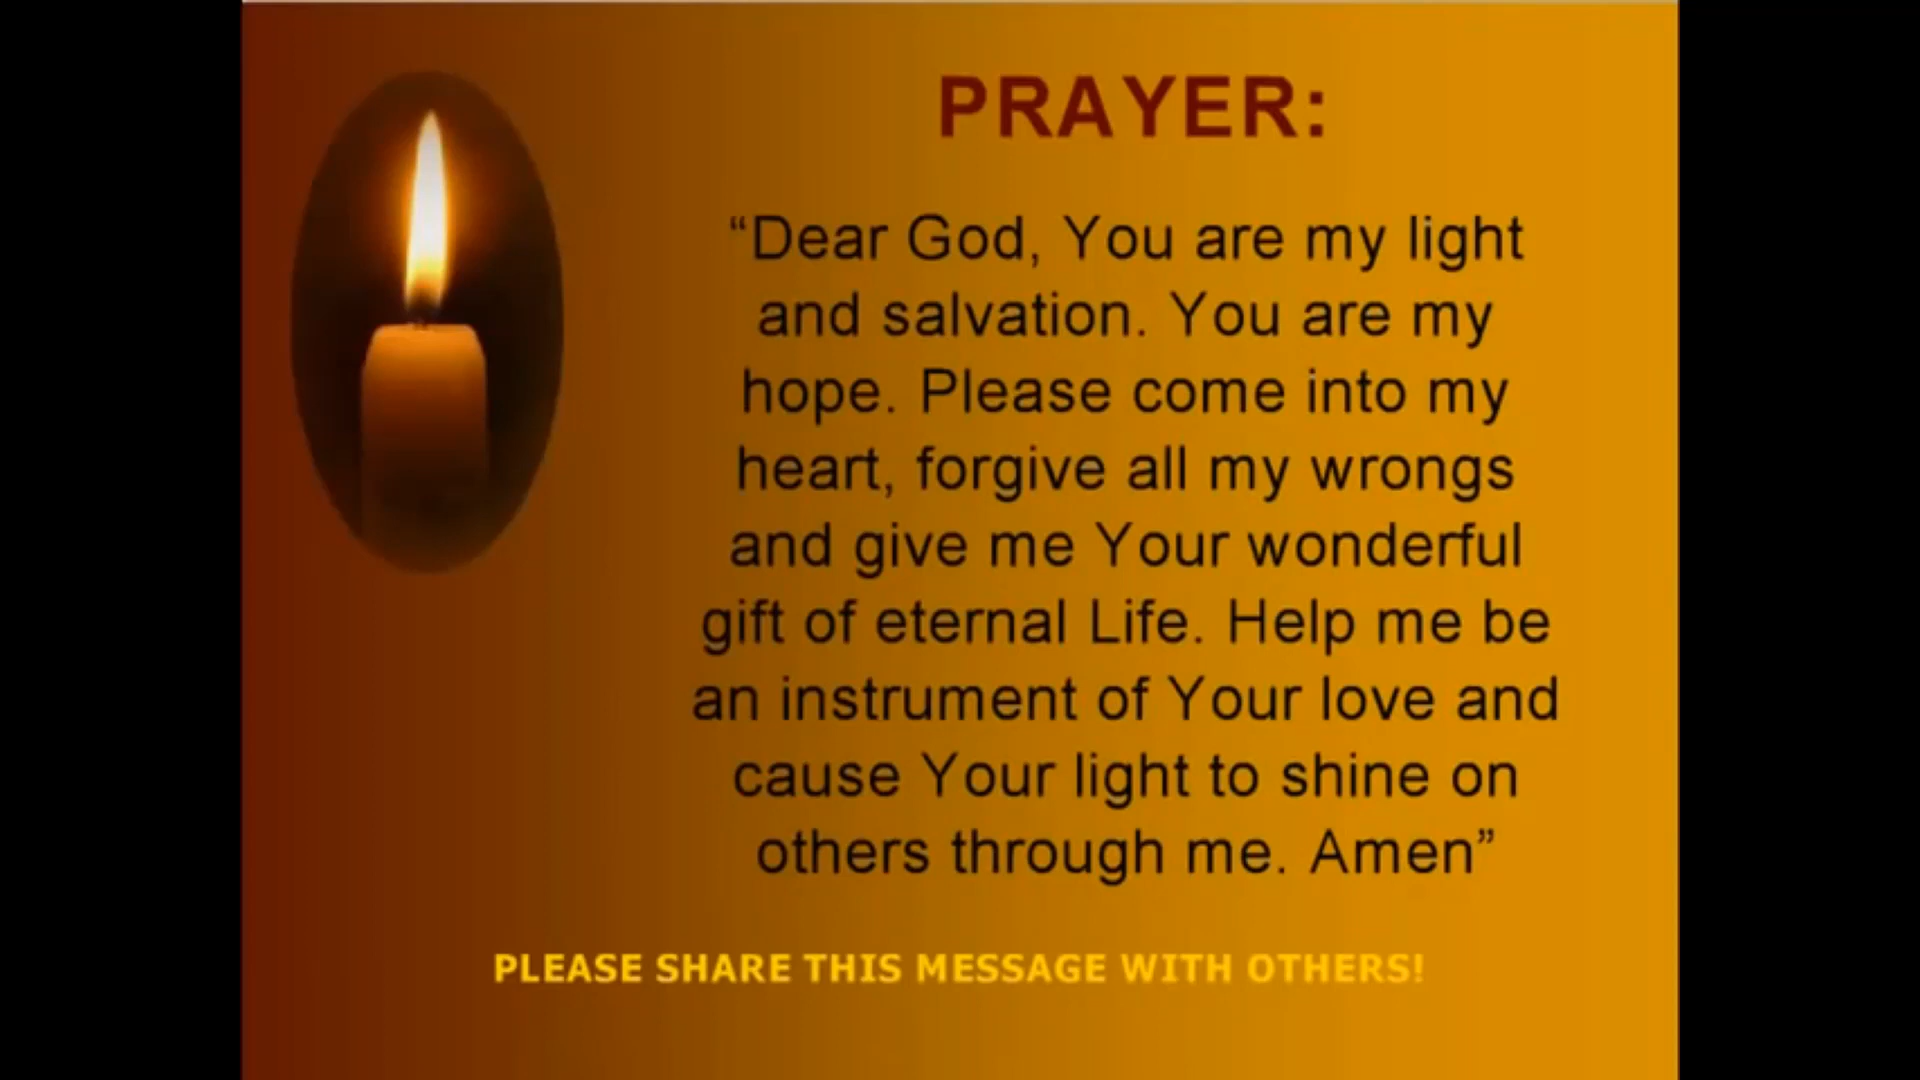 PRAYER:
“Dear God, You are my light
and salvation. You are my
hope. Please come into my
heart, forgive all my wrongs
and give me Your wonderful
gift of eternal Life. Help me be
an instrument of Your love and
cause Your light to shine on
others through me. Amen”
PLEASE SHARE THIS MESSAGE WITH OTHERS!